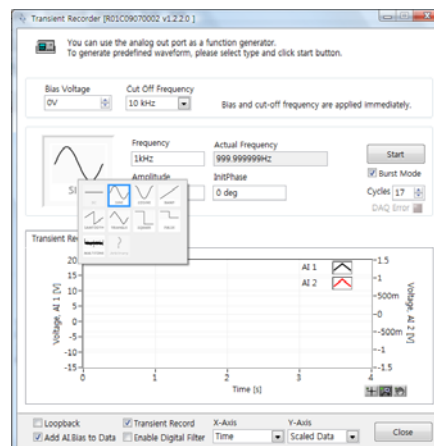 Transient Recorder [R01C09070002 v1.2.2.0 ]
You can use the analog out port as a function generator.
To generate predefined waveform, please select type and click start button.
Bias Voltage
Cut Off Frequency
0V
10 kHz
Bias and cut-off frequency are applied immediately.
Frequency
Actual Frequency
1kHz
999.999999Hz
Start
Amplitude
InitPhase
Burst Mode
0 deg
Cycles 17
DAQ Error
Transient Rec
AI 1
AI 2
20
15
10
5
0
-5
-10
-15
Voltage, AI 1 [V]
1.5
-1
-500m
-0
-500m
-1
-1.5
Voltage, AI 2 [V]
0
1
2
3
4
Time [s]
Loopback
Transient Record
X-Axis
Y-Axis
Add AI.Bias to Data
Enable Digital Filter
Time
Scaled Data
Close